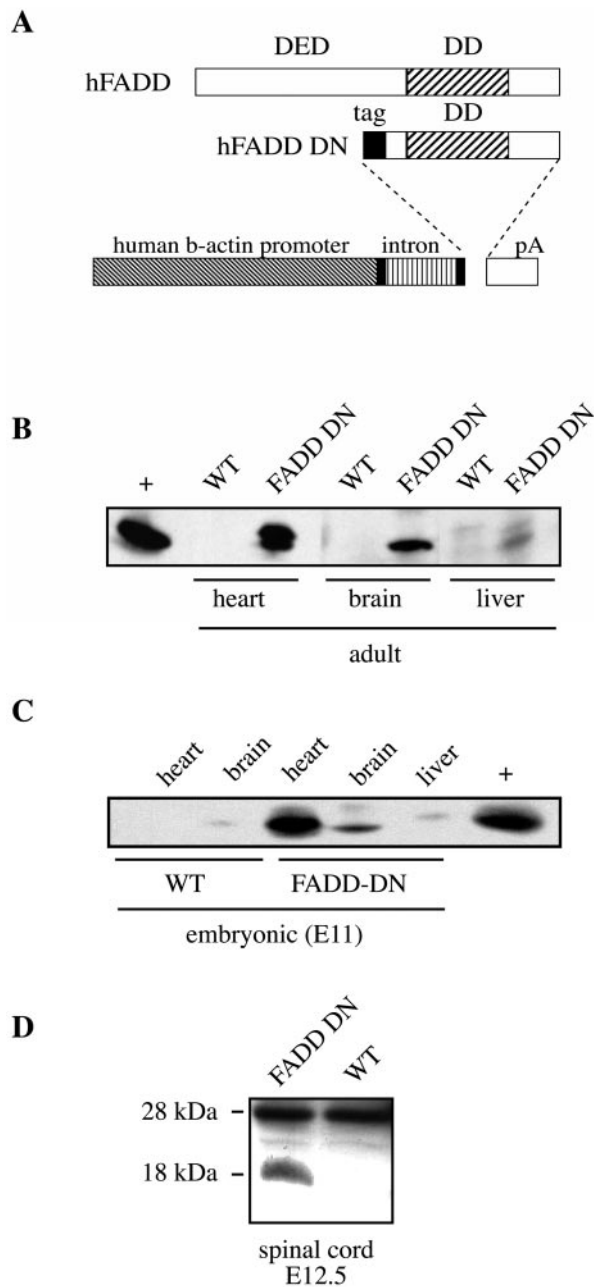 A
DED DD
hFADD
tag DD
hFADD DN
human b-actin promoter intron pA
B
+ WT FADD DN WT FADD DN WT FADD DN
heart brain liver
adult
C
heart brain heart brain liver +
WT FADD-DN
embryonic (E11)
D
FADD DN WT
28 kDa –
18 kDa –
spinal cord
E12.5